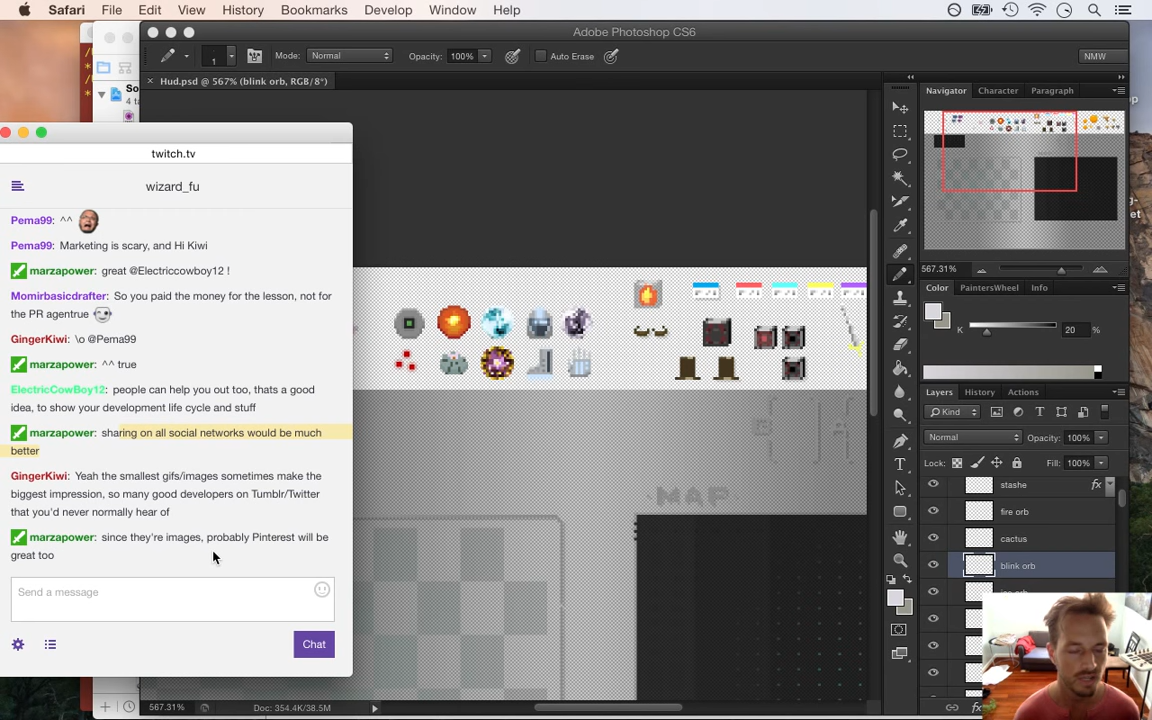 Safari File Edit View History Bookmarks Develop Window Help
Adobe Photoshop CS6
1 Mode: Normal Opacity: 100% Auto Erase NMW
× Hud.psd @ 567% (blink orb, RGB/8*)
So
4 ta
twitch.tv
wizard_fu
Pema99: ^^
Pema99: Marketing is scary, and Hi Kiwi
marzapower: great @Electriccowboy12 !
Momirbasicdrafter: So you paid the money for the lesson, not for
the PR agentrue
GingerKiwi: \o @Pema99
marzapower: ^^ true
ElectricCowBoy12: people can help you out too, thats a good
idea, to show your development life cycle and stuff
marzapower: sharing on all social networks would be much
better
GingerKiwi: Yeah the smallest gifs/images sometimes make the
biggest impression, so many good developers on Tumblr/Twitter
that you'd never normally hear of
marzapower: since they're images, probably Pinterest will be
great too
Send a message
Chat
MAP
567.31% Doc: 354.4K/38.5M
Navigator Character Paragraph
567.31%
Color PaintersWheel Info
K 20 %
Layers History Actions
Kind
Normal Opacity: 100%
Lock: Fill: 100%
stashe fx
fire orb
cactus
blink orb